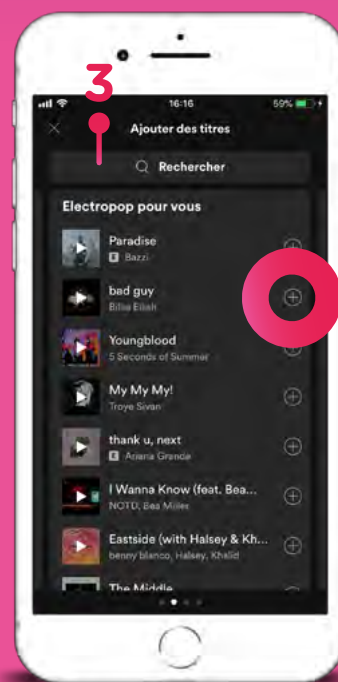 3
16:16
59%
Ajouter des titres
Rechercher
Electropop pour vous
Paradise
E Bazzi
bad guy
Billie Eilish
Youngblood
5 Seconds of Summer
My My My!
Troye Sivan
thank u, next
E Ariana Grande
I Wanna Know (feat. Bea...
NOTD, Bea Miller
Eastside (with Halsey & Kh...
benny blanco, Halsey, Khalid
The Middle